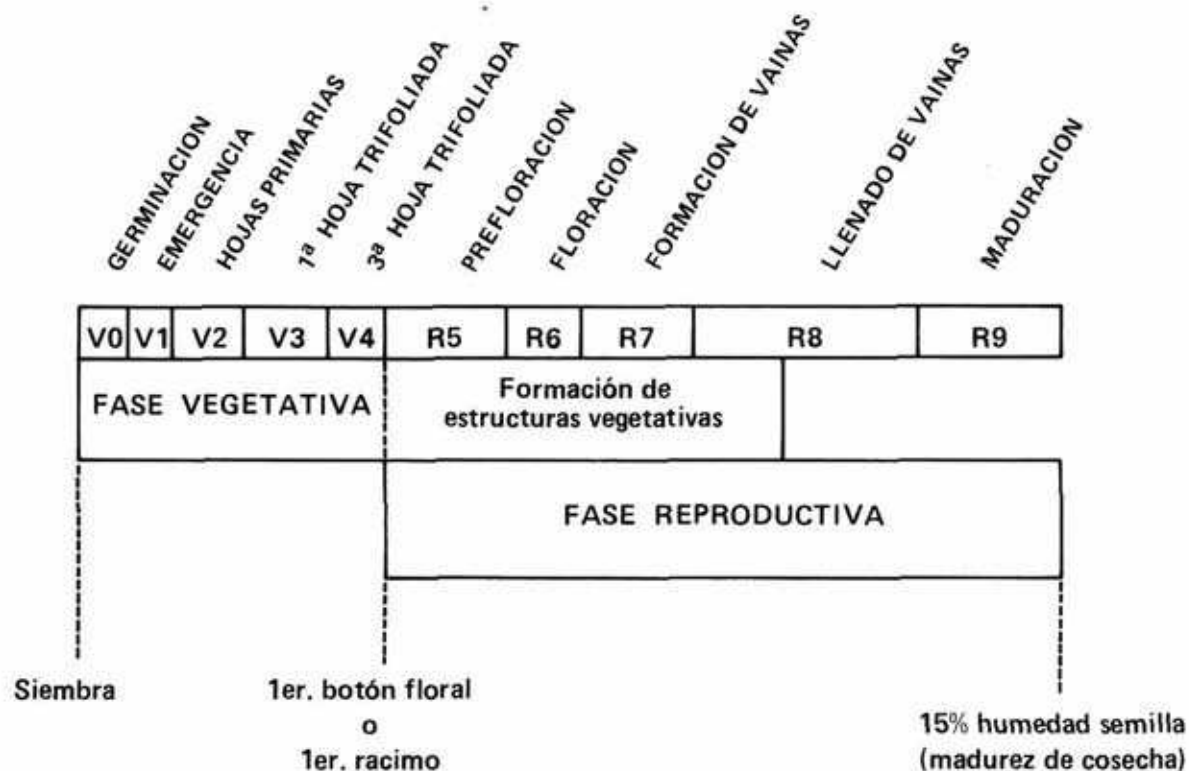 GERMINACION
EMERGENCIA
HOJAS PRIMARIAS
1ª HOJA TRIFOLIADA
3ª HOJA TRIFOLIADA
PREFLORACION
FLORACION
FORMACION DE VAINAS
LLENADO DE VAINAS
MADURACION
V0 V1 V2 V3 V4 R5 R6 R7 R8 R9
FASE VEGETATIVA
Formación de
estructuras vegetativas
FASE REPRODUCTIVA
Siembra
1er. botón floral
o
1er. racimo
15% humedad semilla
(madurez de cosecha)